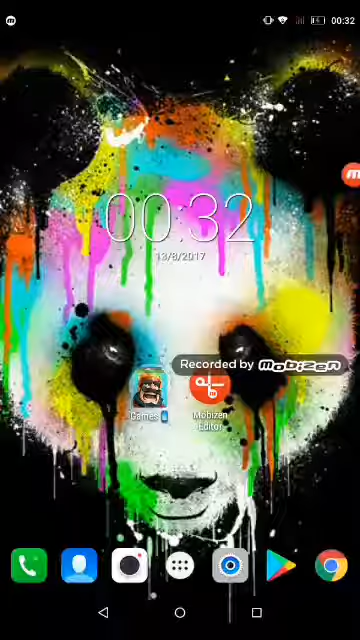 00:32
00:32
13/8/2017
Recorded by Mobizen
Games
Mobizen
Editor